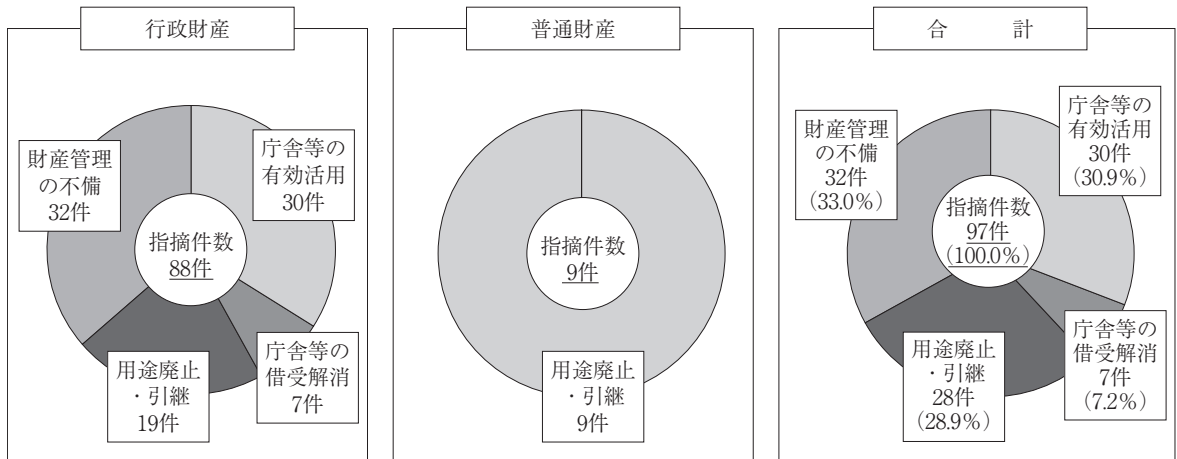 行政財産
財産管理
の不備
32件
庁舎等の
有効活用
30件
指摘件数
88件
用途廃止
・引継
19件
庁舎等の
借受解消
7件
普通財産
指摘件数
9件
用途廃止
・引継
9件
合 計
財産管理
の不備
32件
(33.0%)
庁舎等の
有効活用
30件
(30.9%)
指摘件数
97件
(100.0%)
用途廃止
・引継
28件
(28.9%)
庁舎等の
借受解消
7件
(7.2%)